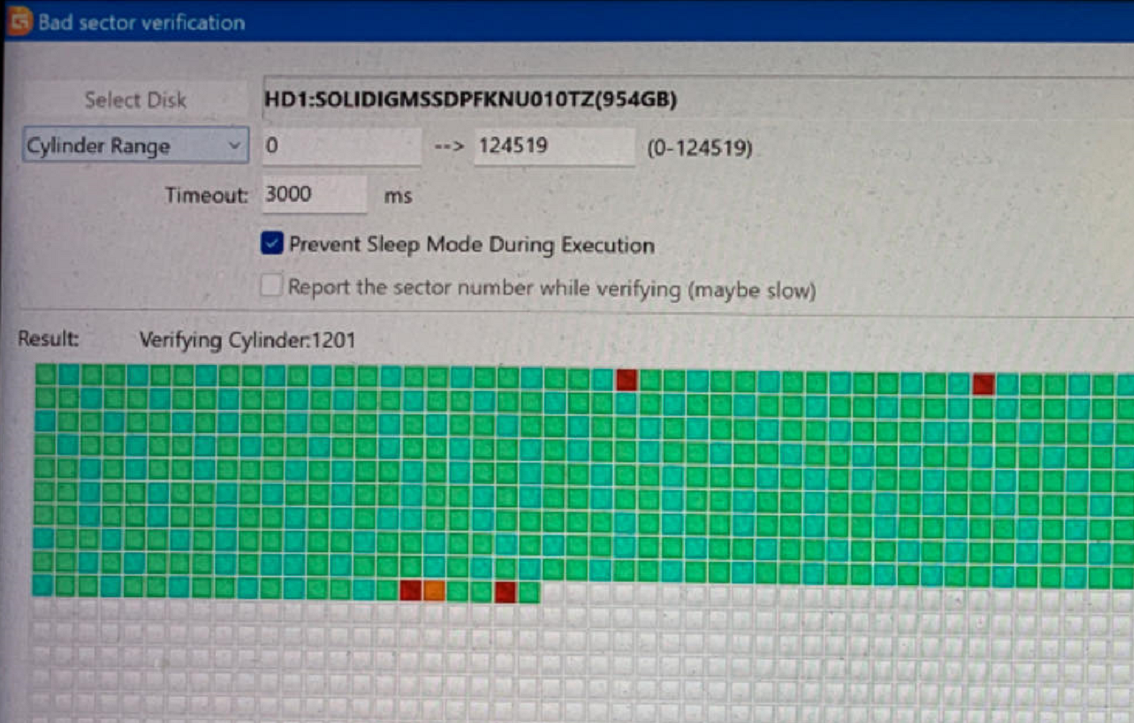 Bad sector verification
Select Disk HD1:SOLIDIGMSSDPFKNU010TZ(954GB)
Cylinder Range 0 --> 124519 (0-124519)
Timeout: 3000 ms
Prevent Sleep Mode During Execution
Report the sector number while verifying (maybe slow)
Result: Verifying Cylinder:1201